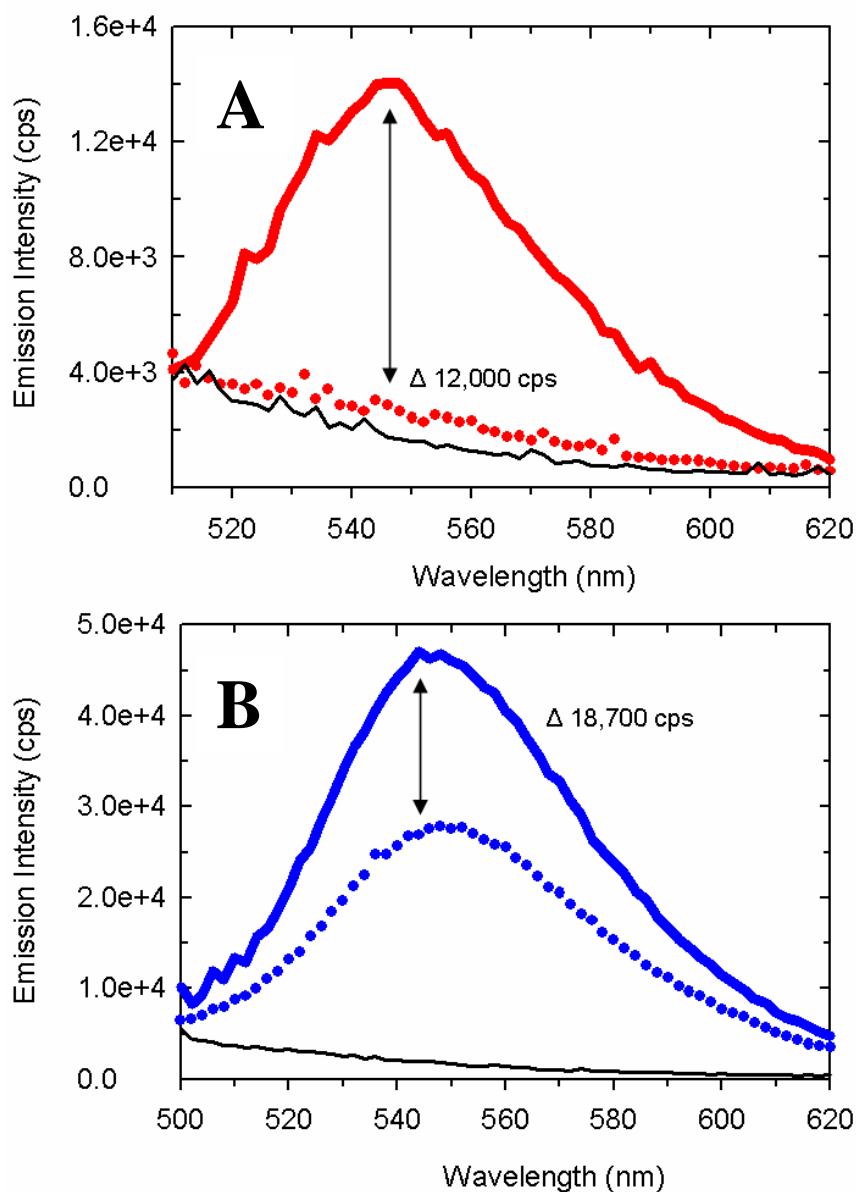 1.6e+4
1.2e+4
8.0e+3
4.0e+3
0.0
Emission Intensity (cps)
A
Δ 12,000 cps
520 540 560 580 600 620
Wavelength (nm)
5.0e+4
4.0e+4
3.0e+4
2.0e+4
1.0e+4
0.0
Emission Intensity (cps)
B
Δ 18,700 cps
500 520 540 560 580 600 620
Wavelength (nm)